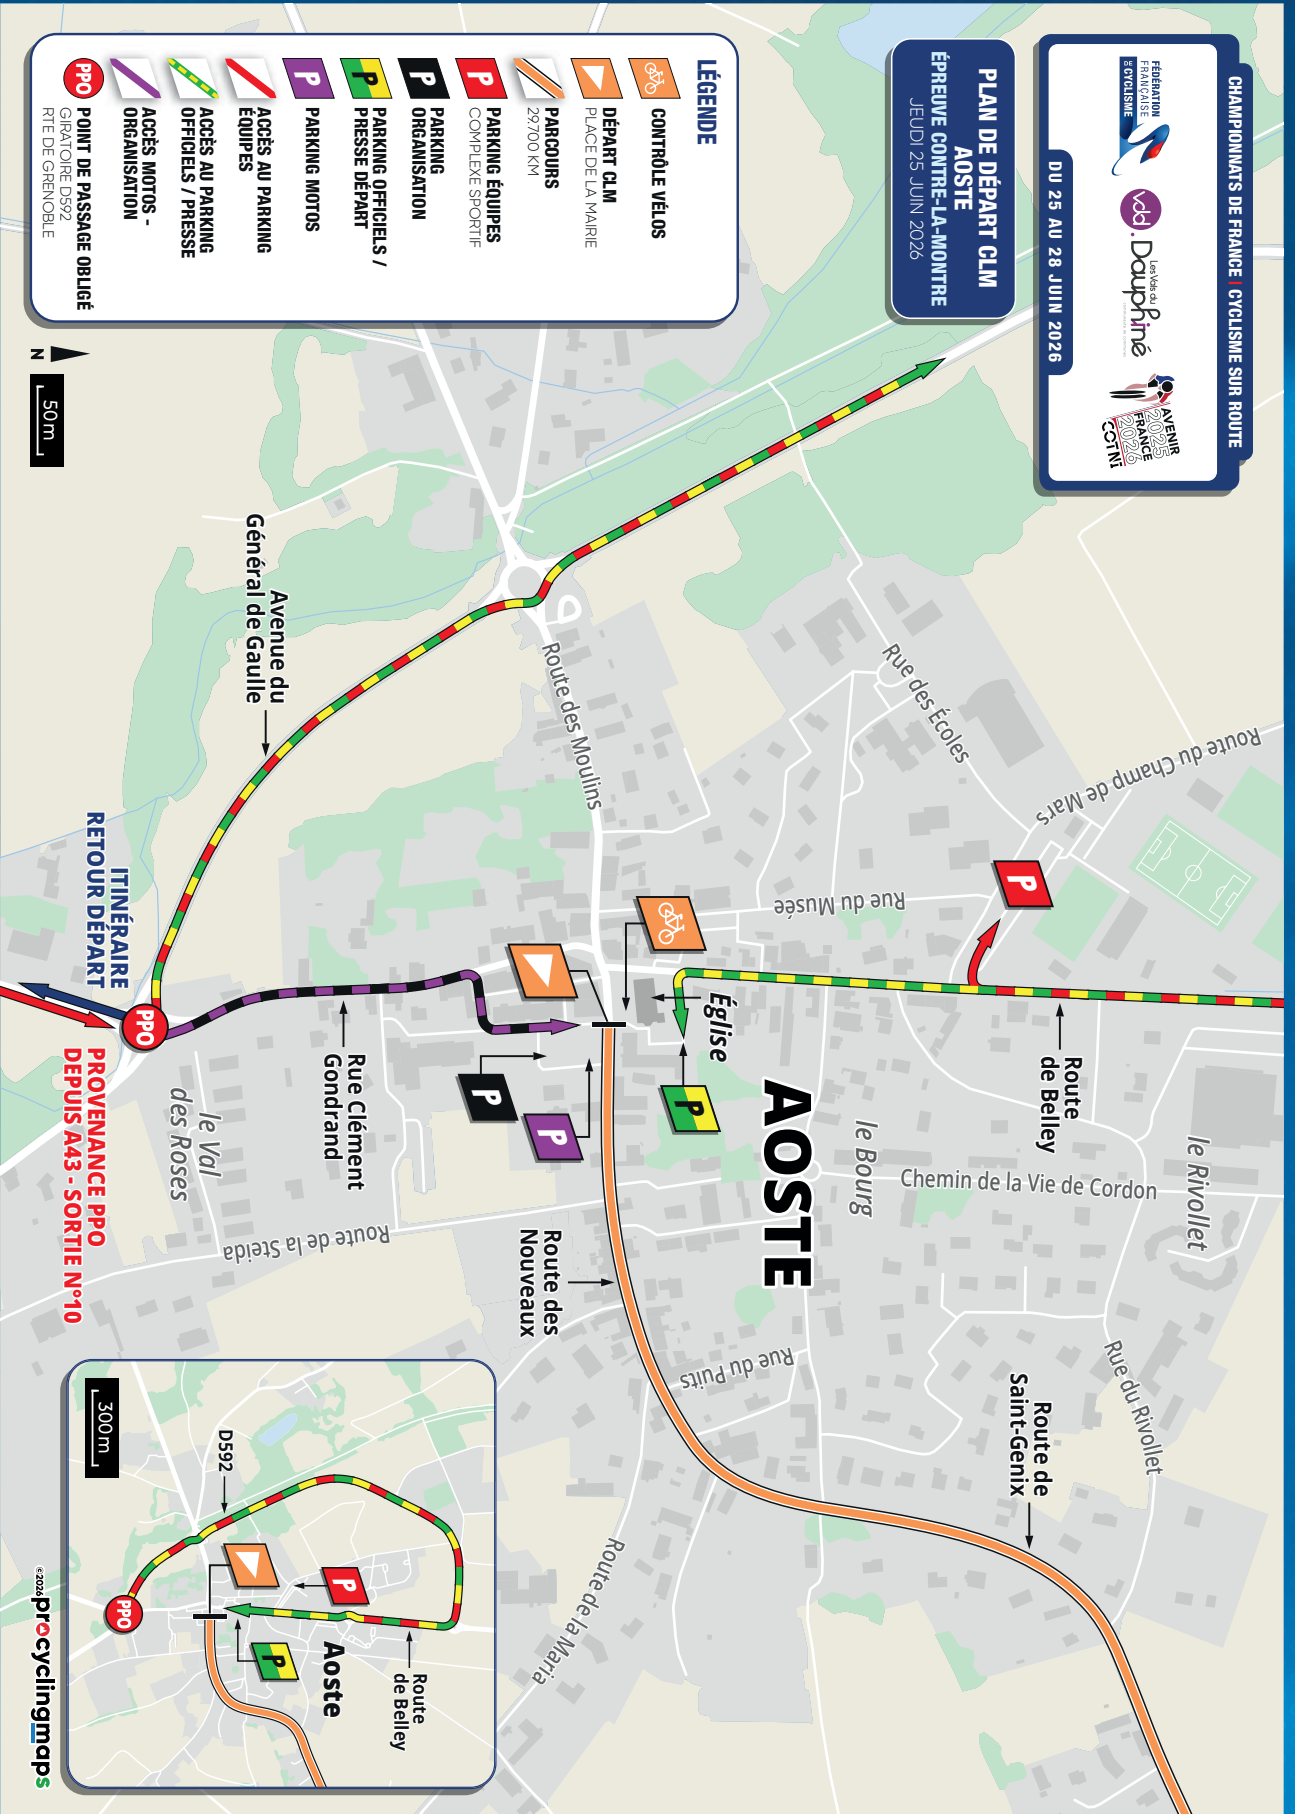 CHAMPIONNATS DE FRANCE | CYCLISME SUR ROUTE
FÉDÉRATION
FRANÇAISE
DE CYCLISME
vdd
Les Vals du
Dauphiné
AVENIR
2025
FRANCE
2026
DU 25 AU 28 JUIN 2026
PLAN DE DÉPART CLM
AOSTE
ÉPREUVE CONTRE-LA-MONTRE
JEUDI 25 JUIN 2026
LÉGENDE
CONTRÔLE VÉLOS
DÉPART CLM
PLACE DE LA MAIRIE
PARCOURS
29,700 KM
P
PARKING ÉQUIPES
COMPLEXE SPORTIF
P
PARKING
ORGANISATION
P
PARKING OFFICIELS /
PRESSE DÉPART
P
PARKING MOTOS
ACCÈS AU PARKING
ÉQUIPES
ACCÈS AU PARKING
OFFICIELS / PRESSE
ACCÈS MOTOS -
ORGANISATION
PPO
POINT DE PASSAGE OBLIGÉ
GIRATOIRE D592
RTE DE GRENOBLE
N
50 m
Route du Champ de Mars
Rue des Écoles
Rue du Musée
Route des Moulins
Avenue du
Général de Gaulle
P
Église
P
P
P
Route
de Belley
le Rivollet
Chemin de la Vie de Cordon
le Bourg
AOSTE
Rue Clément
Gondrand
le Val
des Roses
Route de la Steida
ITINÉRAIRE
RETOUR DÉPART
PPO
PROVENANCE PPO
DEPUIS A43 - SORTIE N°10
Route des
Nouveaux
Rue du Puits
Rue du Rivollet
Route de
Saint-Genix
Route de la Maria
D592
P
P
Aoste
Route
de Belley
PPO
300 m
©2026 procyclingmaps